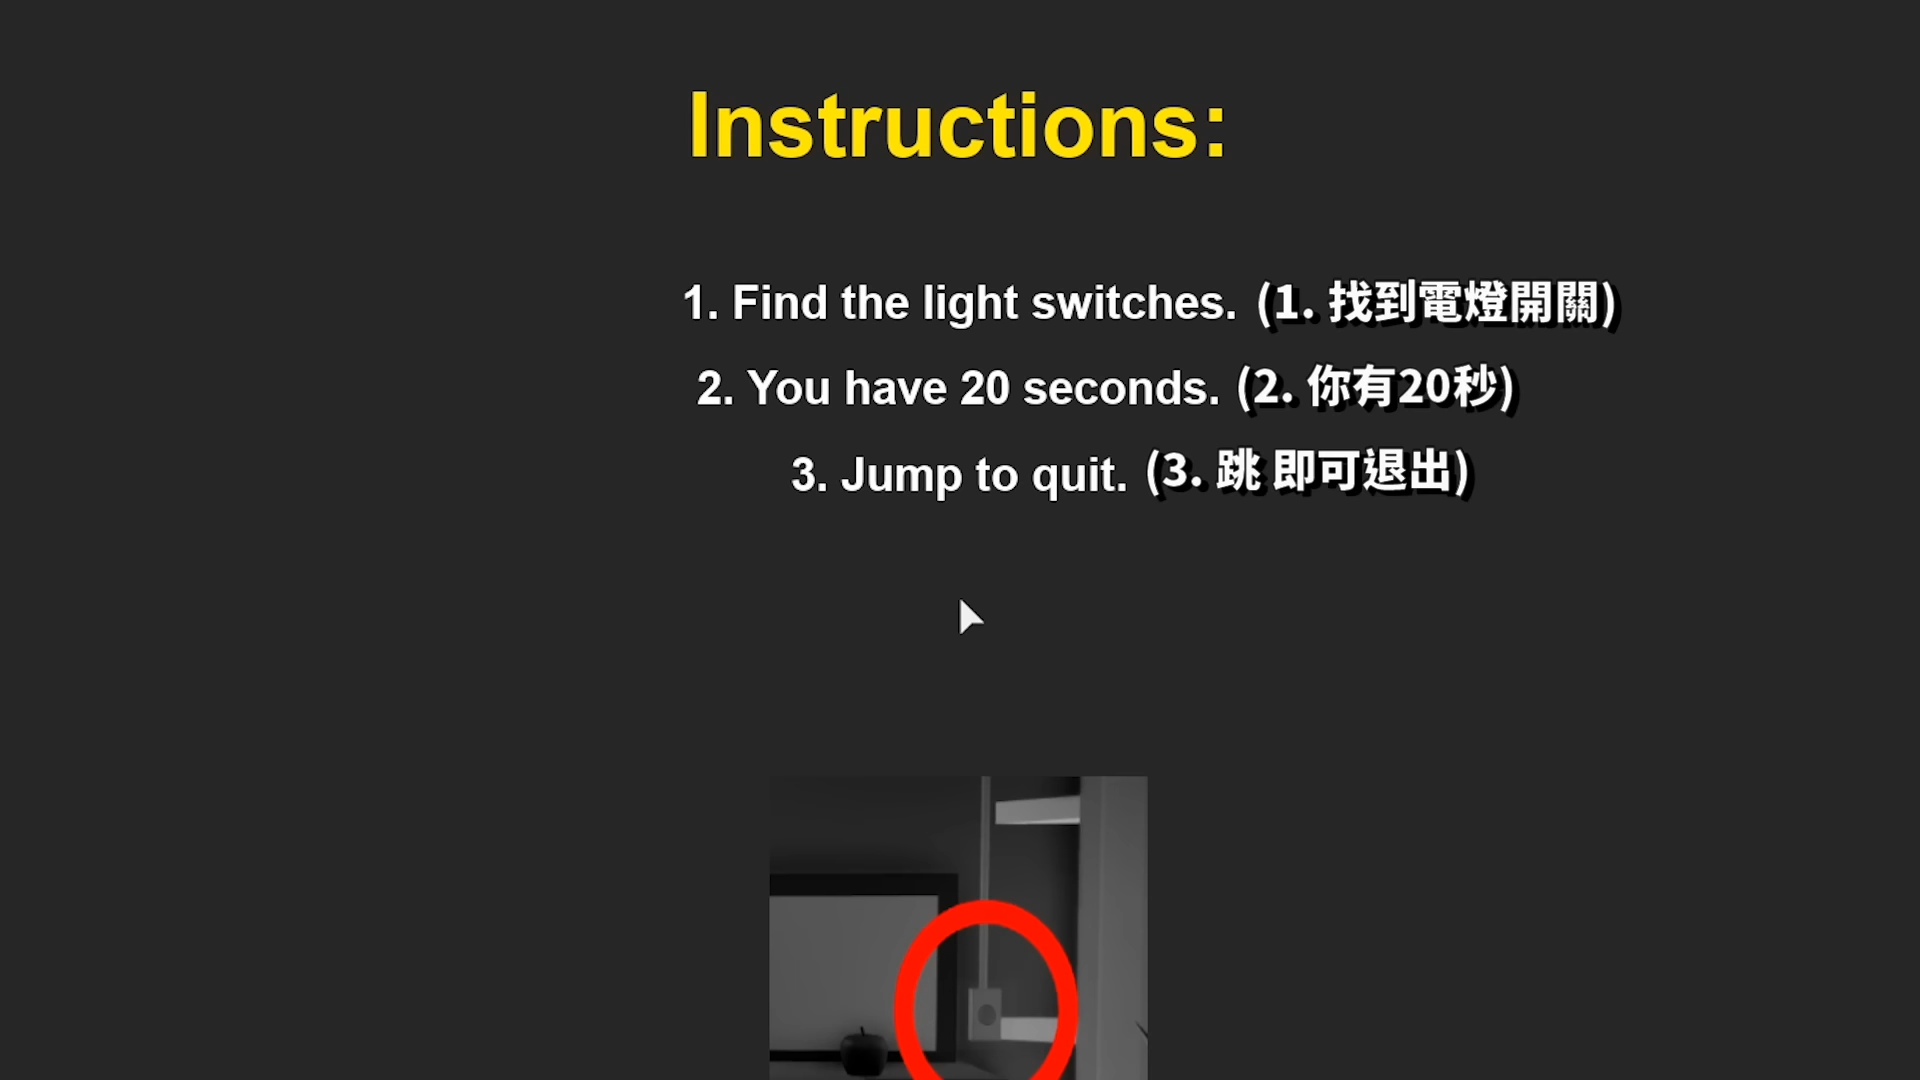 Instructions:
1. Find the light switches. (1. 找到電燈開關)
2. You have 20 seconds. (2. 你有20秒)
3. Jump to quit. (3. 跳 即可退出)